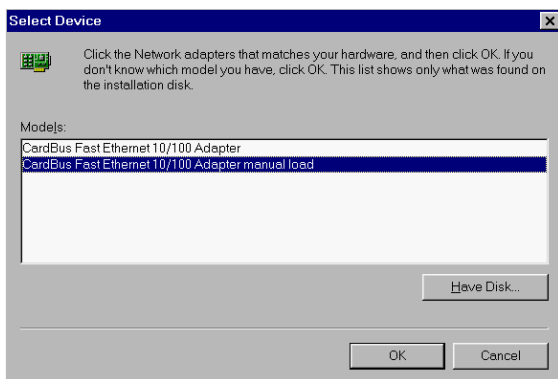 Select Device
Click the Network adapters that matches your hardware, and then click OK. If you
don't know which model you have, click OK. This list shows only what was found on
the installation disk.
Models:
CardBus Fast Ethernet 10/100 Adapter
CardBus Fast Ethernet 10/100 Adapter manual load
Have Disk...
OK
Cancel